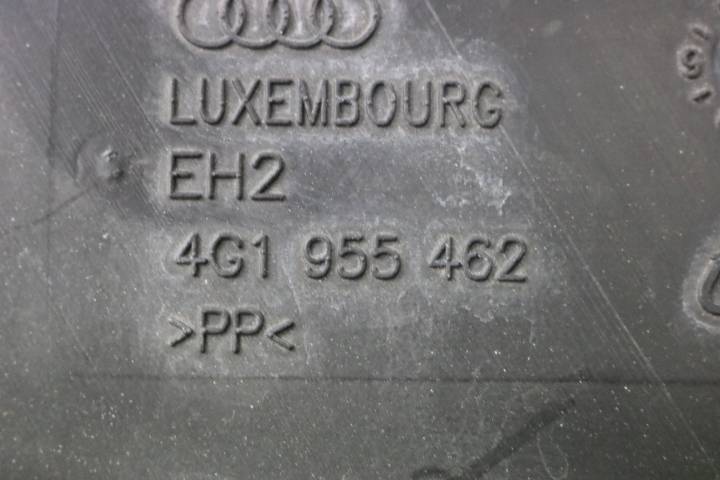 LUXEMBOURG
EH2
4G1 955 462
>PP<